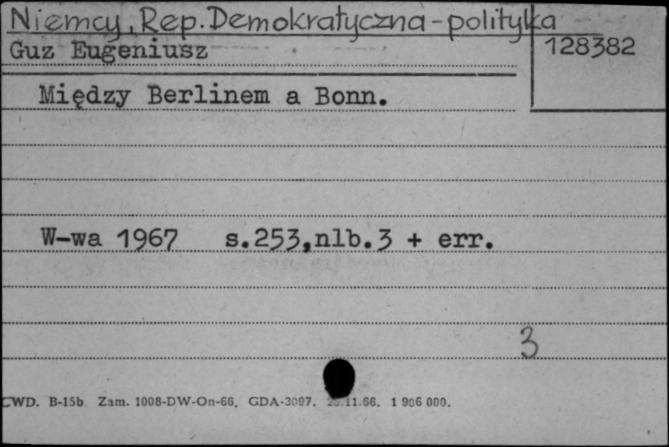 Niemcy, Rep. Demokratyczna - polityka
Guz Eugeniusz
128382
Między Berlinem a Bonn.
W-wa 1967 s.253,nlb.3 + err.
3
CWD. B-15b. Zam. 1008-DW-On-66. GDA-3097. 11.66. 1 906 000.